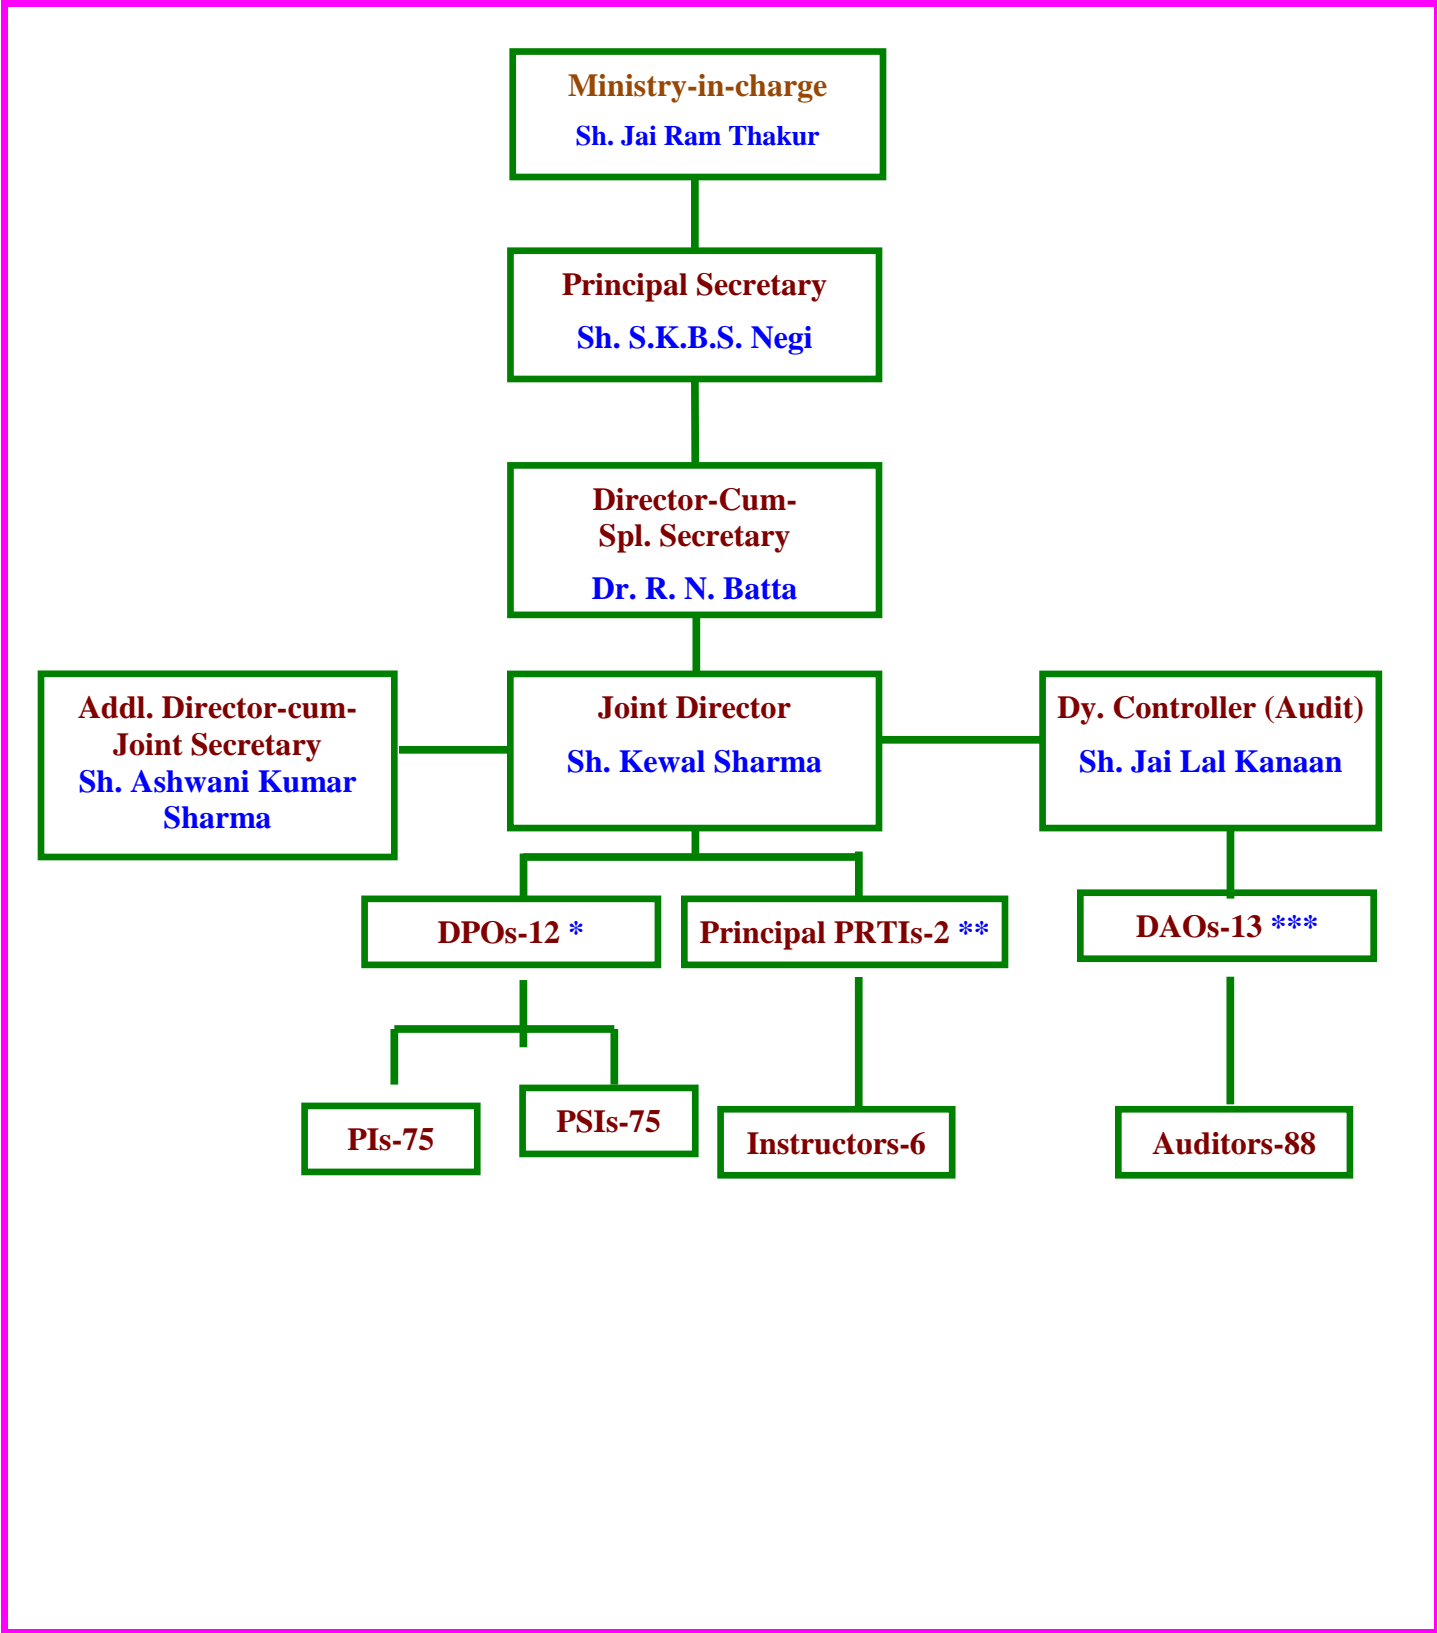 Ministry-in-charge
Sh. Jai Ram Thakur
Principal Secretary
Sh. S.K.B.S. Negi
Director-Cum-
Spl. Secretary
Dr. R. N. Batta
Addl. Director-cum-
Joint Secretary
Sh. Ashwani Kumar
Sharma
Joint Director
Sh. Kewal Sharma
Dy. Controller (Audit)
Sh. Jai Lal Kanaan
DPOs-12 *
Principal PRTIs-2 **
DAOs-13 ***
PIs-75
PSIs-75
Instructors-6
Auditors-88